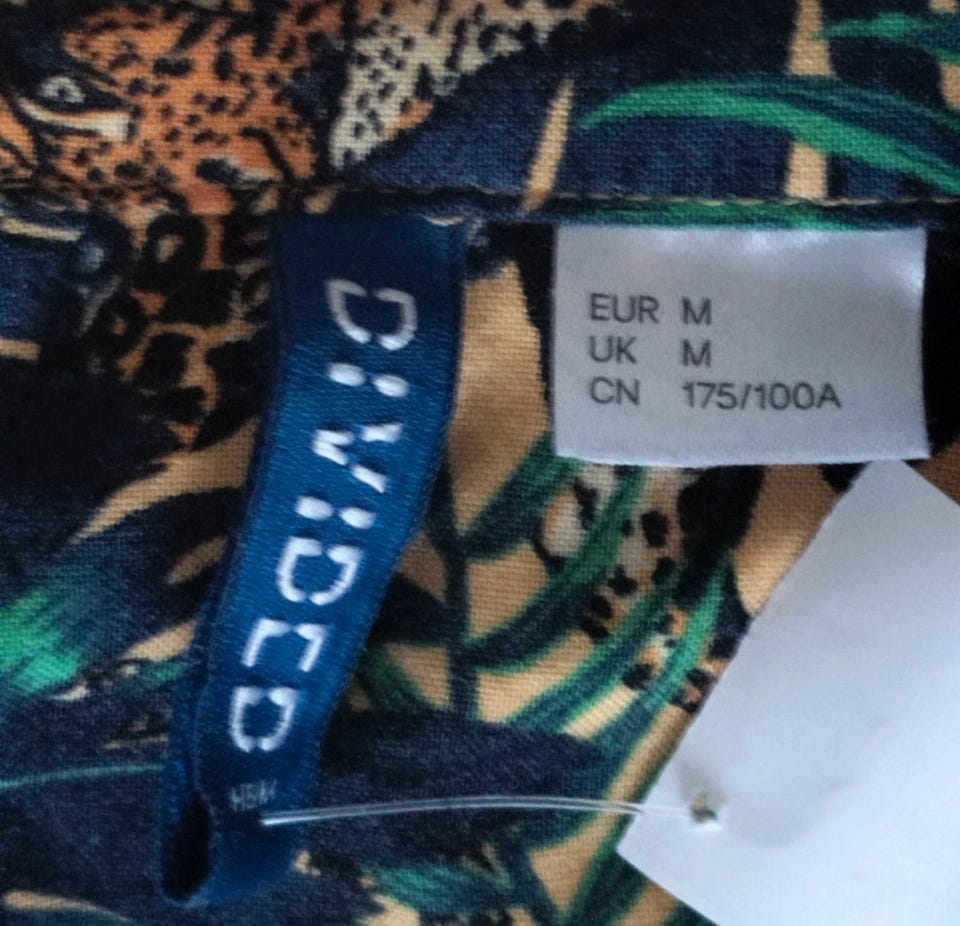 DIVIDED
H&M
EUR M
UK M
CN 175/100A